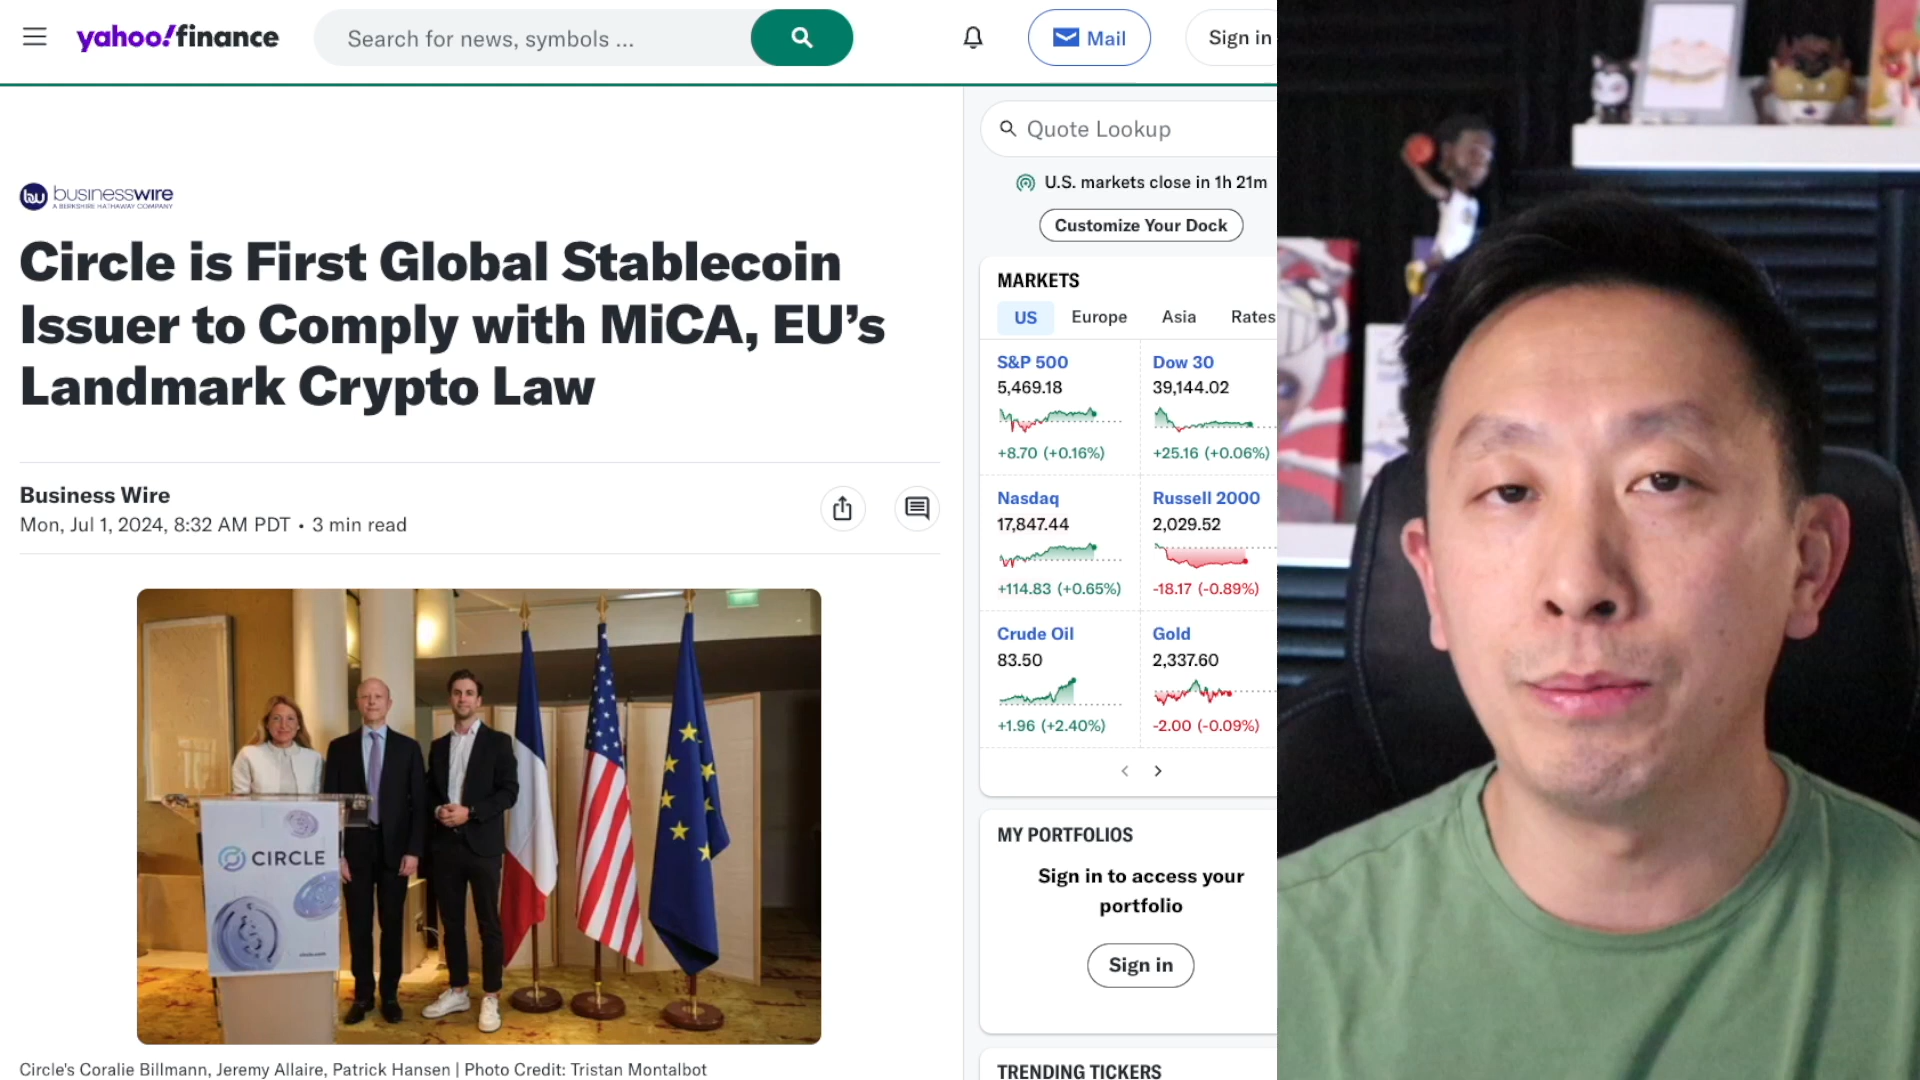 yahoo!finance
Search for news, symbols ...
Mail
Sign in
businesswire
A BERKSHIRE HATHAWAY COMPANY
Circle is First Global Stablecoin
Issuer to Comply with MiCA, EU’s
Landmark Crypto Law
Business Wire
Mon, Jul 1, 2024, 8:32 AM PDT • 3 min read
CIRCLE
circle.com
Circle's Coralie Billmann, Jeremy Allaire, Patrick Hansen | Photo Credit: Tristan Montalbot
Quote Lookup
U.S. markets close in 1h 21m
Customize Your Dock
MARKETS
US Europe Asia Rates
S&P 500
5,469.18
+8.70 (+0.16%)
Dow 30
39,144.02
+25.16 (+0.06%)
Nasdaq
17,847.44
+114.83 (+0.65%)
Russell 2000
2,029.52
-18.17 (-0.89%)
Crude Oil
83.50
+1.96 (+2.40%)
Gold
2,337.60
-2.00 (-0.09%)
MY PORTFOLIOS
Sign in to access your
portfolio
Sign in
TRENDING TICKERS